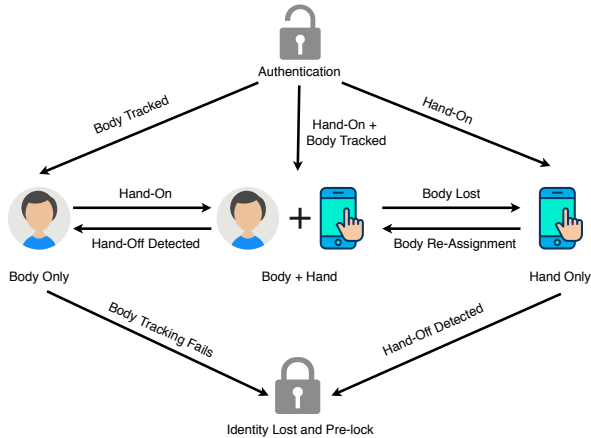 Authentication
Body Tracked
Hand-On +
Body Tracked
Hand-On
Hand-On
Hand-Off Detected
Body Lost
Body Re-Assignment
Body Only
Body + Hand
Hand Only
Body Tracking Fails
Hand-Off Detected
Identity Lost and Pre-lock